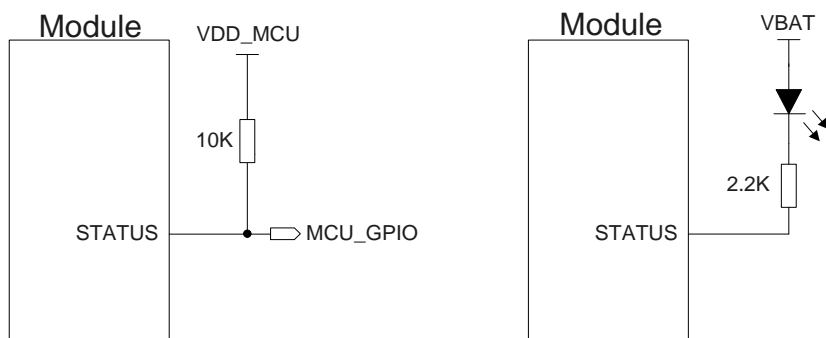 Module
VDD_MCU
10K
STATUS
MCU_GPIO
Module
VBAT
2.2K
STATUS